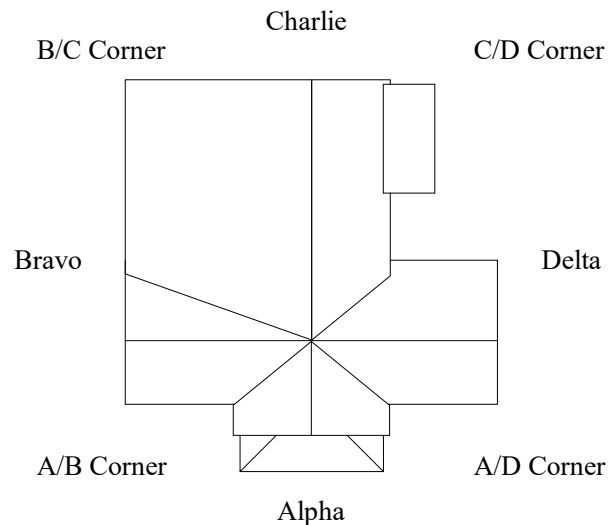 Charlie
B/C Corner
C/D Corner
Bravo
Delta
A/B Corner
A/D Corner
Alpha